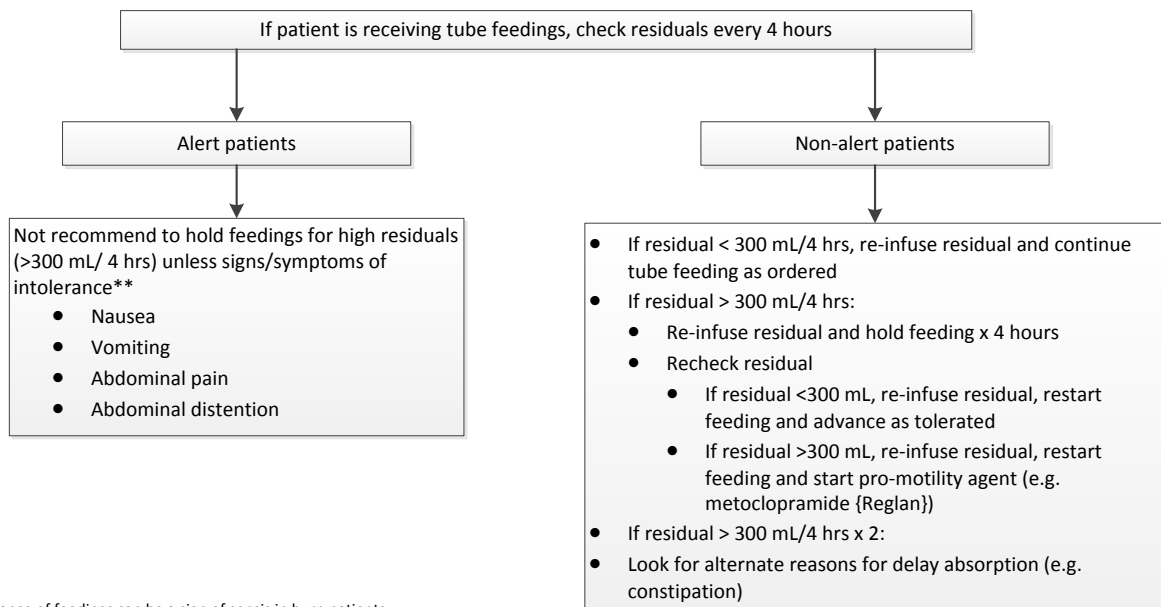 If patient is receiving tube feedings, check residuals every 4 hours
Alert patients
Non-alert patients
Not recommend to hold feedings for high residuals
(>300 mL/ 4 hrs) unless signs/symptoms of
intolerance**
● Nausea
● Vomiting
● Abdominal pain
● Abdominal distention
● If residual < 300 mL/4 hrs, re-infuse residual and continue
tube feeding as ordered
● If residual > 300 mL/4 hrs:
● Re-infuse residual and hold feeding x 4 hours
● Recheck residual
● If residual <300 mL, re-infuse residual, restart
feeding and advance as tolerated
● If residual >300 mL, re-infuse residual, restart
feeding and start pro-motility agent (e.g.
metoclopramide {Reglan})
● If residual > 300 mL/4 hrs x 2:
● Look for alternate reasons for delay absorption (e.g.
constipation)